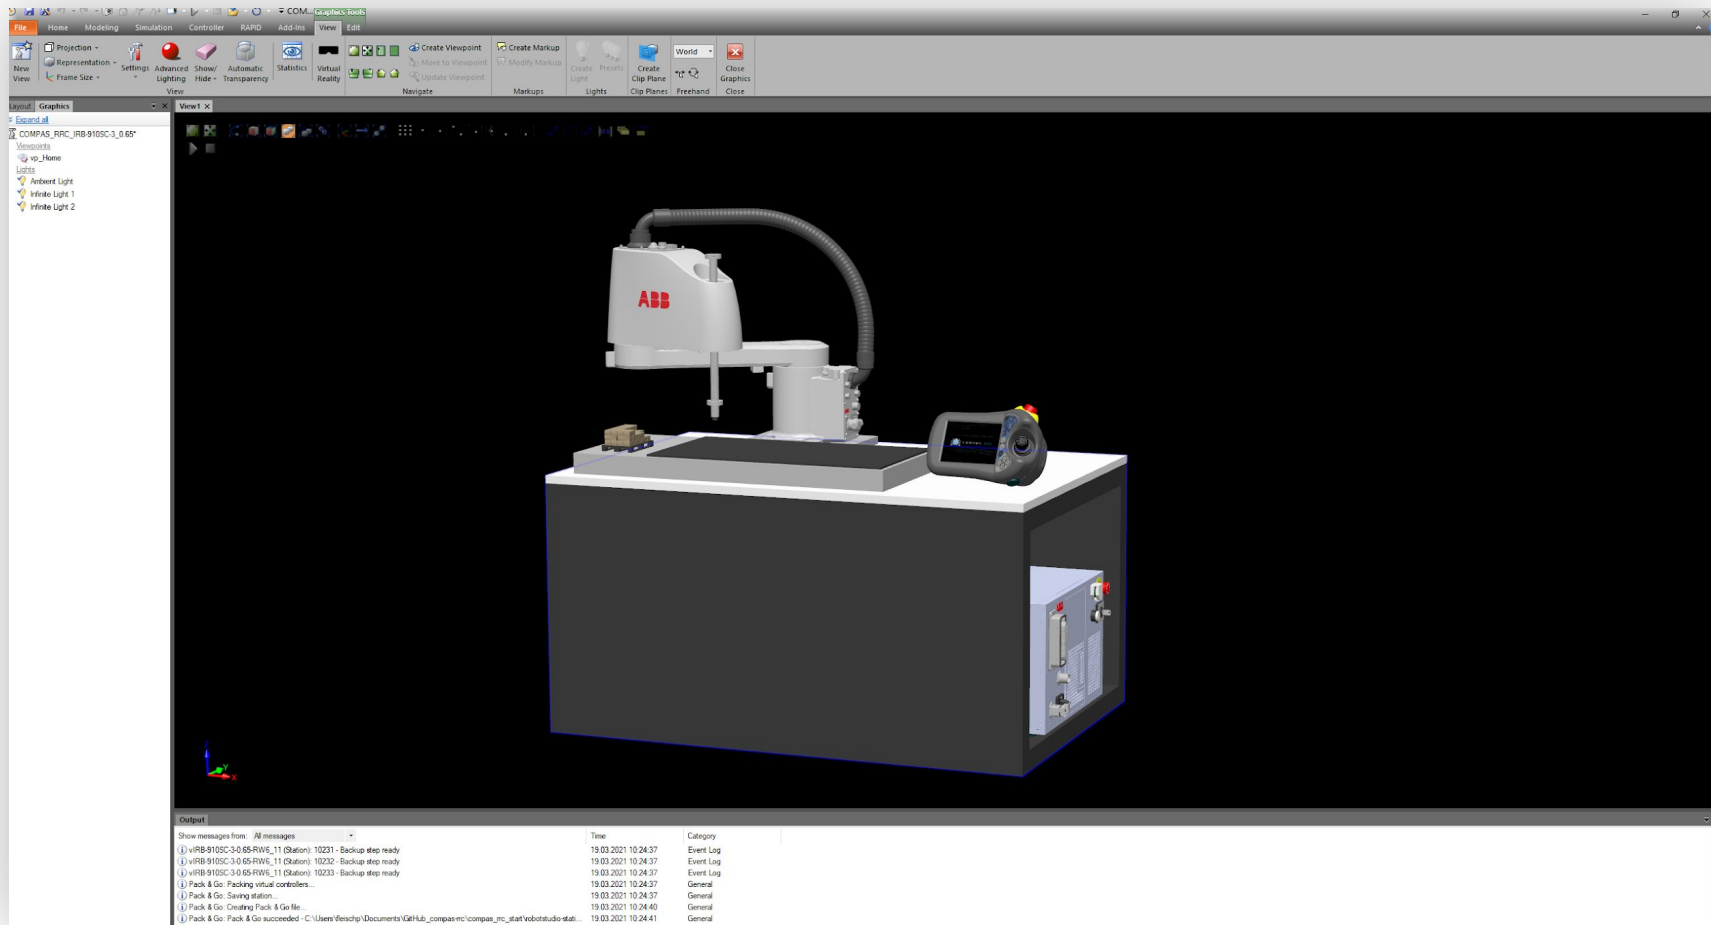 COM... Graphics Tools
File Home Modeling Simulation Controller RAPID Add-Ins View Edit
New View
Projection
Representation
Frame Size
Settings
Advanced Lighting
Show/ Hide
Automatic Transparency
Statistics
Virtual Reality
Create Viewpoint
Move to Viewpoint
Update Viewpoint
Create Markup
Modify Markup
Create Light
Presets
Create Clip Plane
World
Close Graphics
View Navigate Markups Lights Clip Planes Freehand Close
Layout Graphics
View1
Expand all
COMPAS_RRC_IRB-910SC-3_0.65*
Viewpoints
vp_Home
Lights
Ambient Light
Infinite Light 1
Infinite Light 2
ABB
ABB
Z
Y
X
Output
Show messages from: All messages Time Category
vIRB-910SC-3-0.65-RW6_11 (Station): 10231 - Backup step ready 19.03.2021 10:24:37 Event Log
vIRB-910SC-3-0.65-RW6_11 (Station): 10232 - Backup step ready 19.03.2021 10:24:37 Event Log
vIRB-910SC-3-0.65-RW6_11 (Station): 10233 - Backup step ready 19.03.2021 10:24:37 Event Log
Pack & Go: Packing virtual controllers... 19.03.2021 10:24:37 General
Pack & Go: Saving station... 19.03.2021 10:24:37 General
Pack & Go: Creating Pack & Go file... 19.03.2021 10:24:40 General
Pack & Go: Pack & Go succeeded - C:\Users\fleischp\Documents\GitHub_compas-rrc\compas_rrc_start\robotstudio-stati... 19.03.2021 10:24:41 General